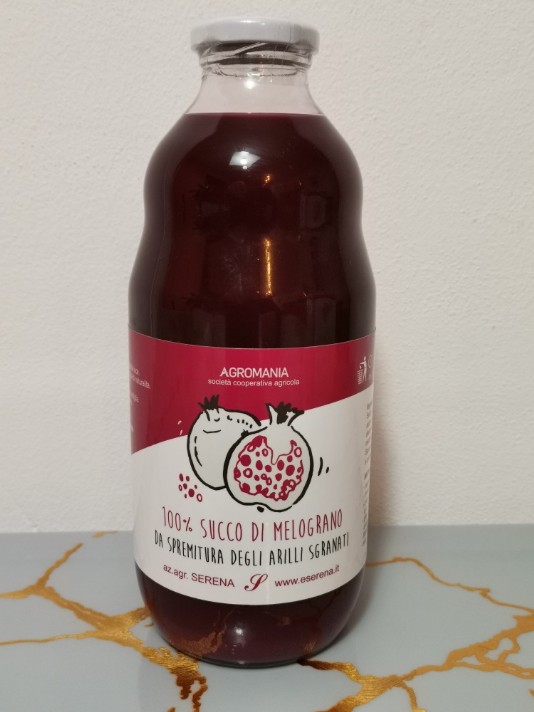 AGROMANIA
società cooperativa agricola
100% SUCCO DI MELOGRANO
DA SPREMITURA DEGLI ARILLI SGRANATI
az.agr. SERENA S www.eserena.it